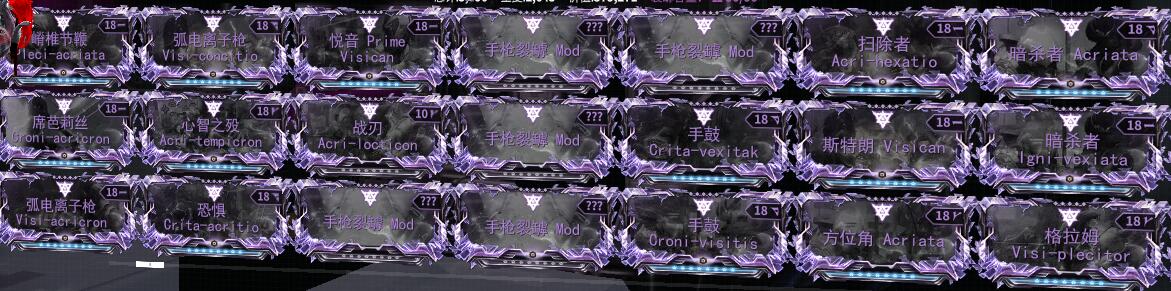 脊椎节鞭
18
弧电离子枪
Visi-concitio
18
悦音 Prime
Visican
18
手枪裂罅 Mod
???
手枪裂罅 Mod
???
扫除者
Acri-hexatio
18
暗杀者 Acriata
18
席芭莉丝
Croni-acricron
18
心智之殁
Acri-tempicron
18
战刃
Acri-locticon
手枪裂罅 Mod
???
手鼓
Crita-vexitak
18
斯特朗 Visican
18
暗杀者
Igni-vexiata
18
弧电离子枪
Visi-acricron
18
恐惧
Crita-acritio
18
手枪裂罅 Mod
???
手枪裂罅 Mod
???
手鼓
Croni-visitis
18
方位角 Acriata
18
格拉姆
Visi-plecitor
18